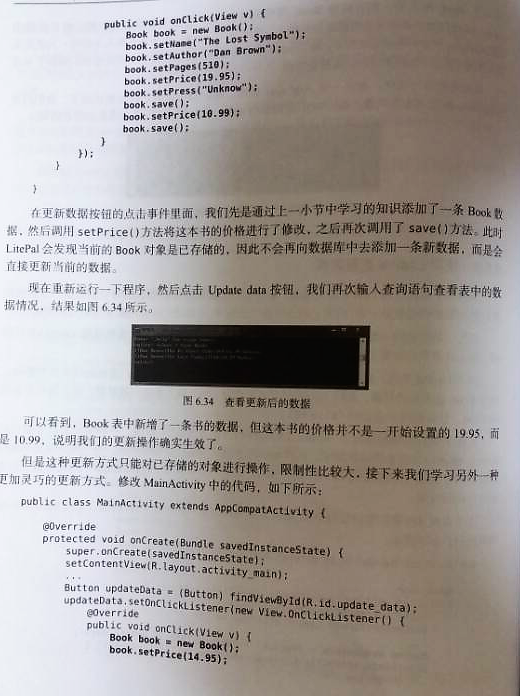 public void onClick(View v) {
Book book = new Book();
book.setName("The Lost Symbol");
book.setAuthor("Dan Brown");
book.setPages(510);
book.setPrice(19.95);
book.setPress("Unknow");
book.save();
book.setPrice(10.99);
book.save();
}
});
}
}
在更新数据按钮的点击事件里面，我们先是通过上一小节中学习的知识添加了一条 Book 数
据，然后调用 setPrice()方法将这本书的价格进行了修改，之后再次调用了 save()方法。此时
LitePal 会发现当前的 Book 对象是已存储的，因此不会再向数据库中去添加一条新数据，而是会
直接更新当前的数据。
现在重新运行一下程序，然后点击 Update data 按钮，我们再次输入查询语句查看表中的数
据情况，结果如图 6.34 所示。
图 6.34 查看更新后的数据
可以看到，Book 表中新增了一条书的数据，但这本书的价格并不是一开始设置的 19.95，而
是 10.99，说明我们的更新操作确实生效了。
但是这种更新方式只能对已存储的对象进行操作，限制性比较大，接下来我们学习另外一种
更加灵巧的更新方式。修改 MainActivity 中的代码，如下所示：
public class MainActivity extends AppCompatActivity {
@Override
protected void onCreate(Bundle savedInstanceState) {
super.onCreate(savedInstanceState);
setContentView(R.layout.activity_main);
...
Button updateData = (Button) findViewById(R.id.update_data);
updateData.setOnClickListener(new View.OnClickListener() {
@Override
public void onClick(View v) {
Book book = new Book();
book.setPrice(14.95);